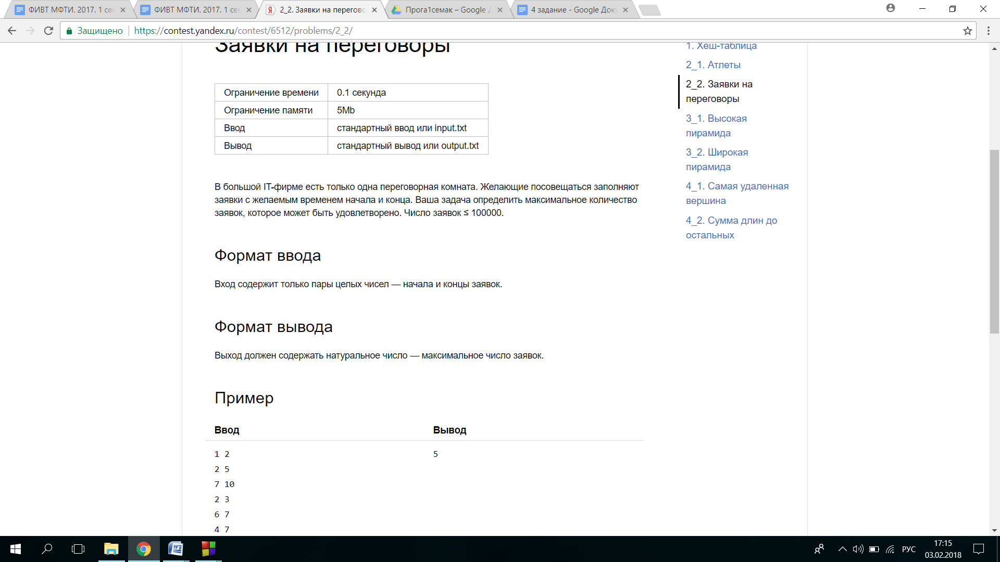 ФИВТ МФТИ. 2017. 1 се
ФИВТ МФТИ. 2017. 1 се
2_2. Заявки на перегово
Прога1семак – Google Д
4 задание - Google Док
Защищено
https://contest.yandex.ru/contest/6512/problems/2_2/
Заявки на переговоры
Ограничение времени 0.1 секунда
Ограничение памяти 5Mb
Ввод стандартный ввод или input.txt
Вывод стандартный вывод или output.txt
В большой IT-фирме есть только одна переговорная комната. Желающие посовещаться заполняют
заявки с желаемым временем начала и конца. Ваша задача определить максимальное количество
заявок, которое может быть удовлетворено. Число заявок ≤ 100000.
Формат ввода
Вход содержит только пары целых чисел — начала и концы заявок.
Формат вывода
Выход должен содержать натуральное число — максимальное число заявок.
Пример
Ввод Вывод
1 2 5
2 5
7 10
2 3
6 7
4 7
1. Хеш-таблица
2_1. Атлеты
2_2. Заявки на
переговоры
3_1. Высокая
пирамида
3_2. Широкая
пирамида
4_1. Самая удаленная
вершина
4_2. Сумма длин до
остальных
РУС
17:15
03.02.2018